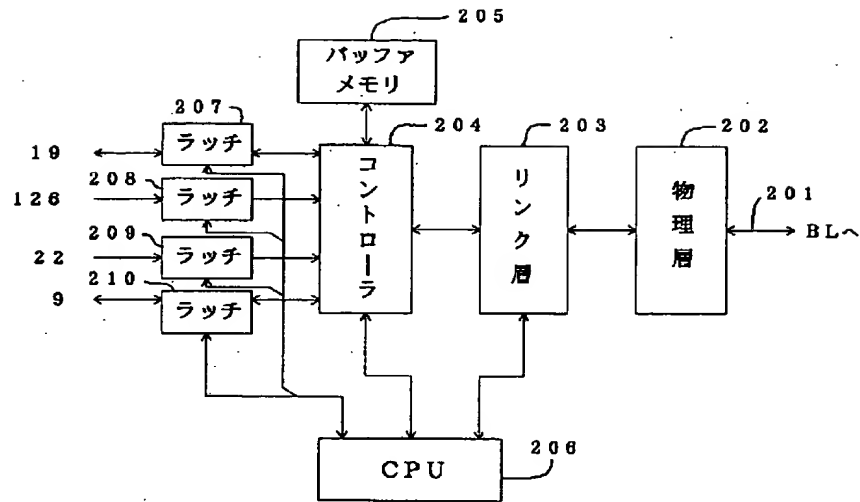 205
バッファ
メモリ
207
ラッチ
19
208
ラッチ
126
209
ラッチ
22
210
ラッチ
9
204
コントローラ
203
リンク層
202
物理層
201
BLへ
CPU
206